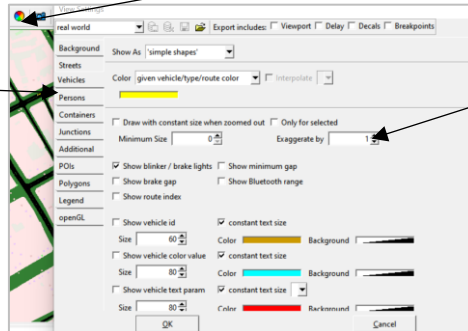 View Settings
real world
Export includes: Viewport Delay Decals Breakpoints
Background
Streets
Vehicles
Persons
Containers
Junctions
Additional
POIs
Polygons
Legend
openGL
Show As 'simple shapes'
Color given vehicle/type/route color Interpolate
Draw with constant size when zoomed out Only for selected
Minimum Size 0 Exaggerate by 1
Show blinker / brake lights Show minimum gap
Show brake gap Show Bluetooth range
Show route index
Show vehicle id constant text size
Size 60 Color Background
Show vehicle color value constant text size
Size 80 Color Background
Show vehicle text param constant text size
Size 80 Color Background
OK Cancel